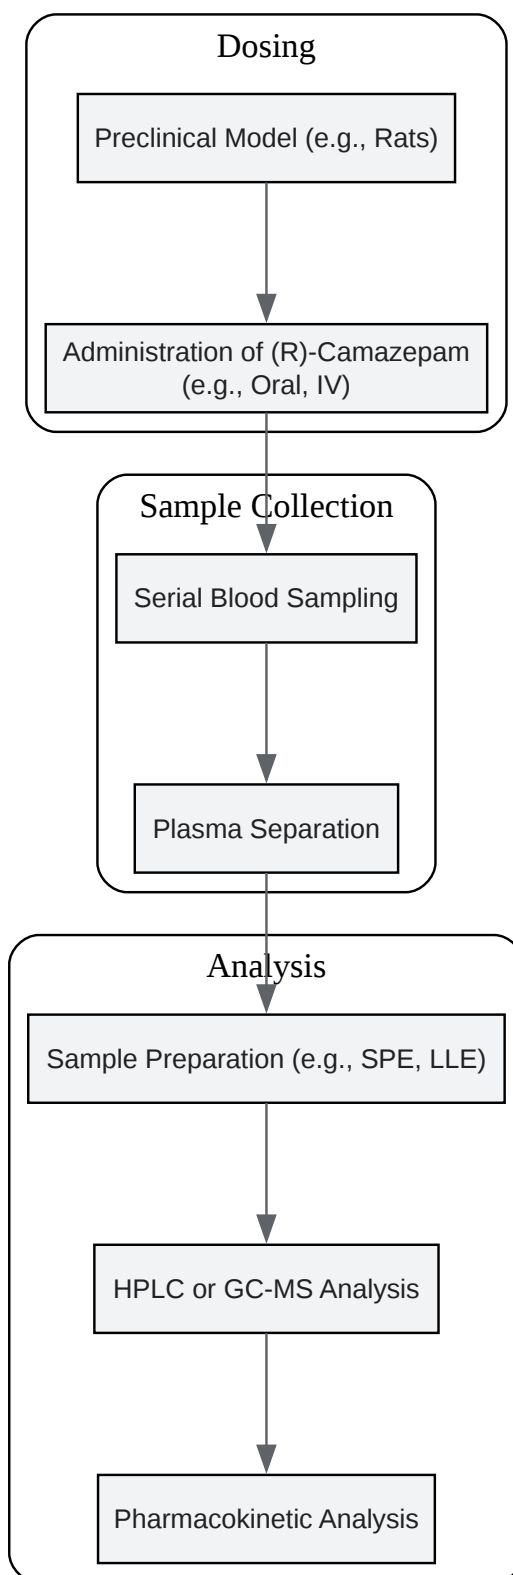 Dosing
Preclinical Model (e.g., Rats)
Administration of (R)-Camazepam
(e.g., Oral, IV)
Sample Collection
Serial Blood Sampling
Plasma Separation
Analysis
Sample Preparation (e.g., SPE, LLE)
HPLC or GC-MS Analysis
Pharmacokinetic Analysis